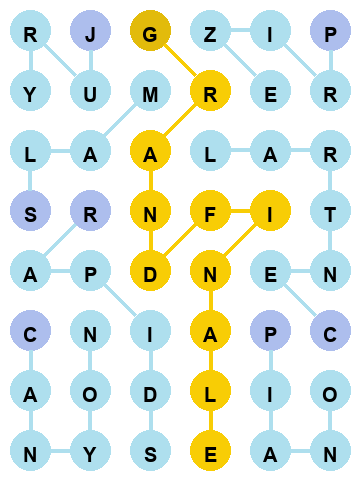 R J G Z I P
Y U M R E R
L A A L A R
S R N F I T
A P D N E N
C N I A P C
A O D L I O
N Y S E A N